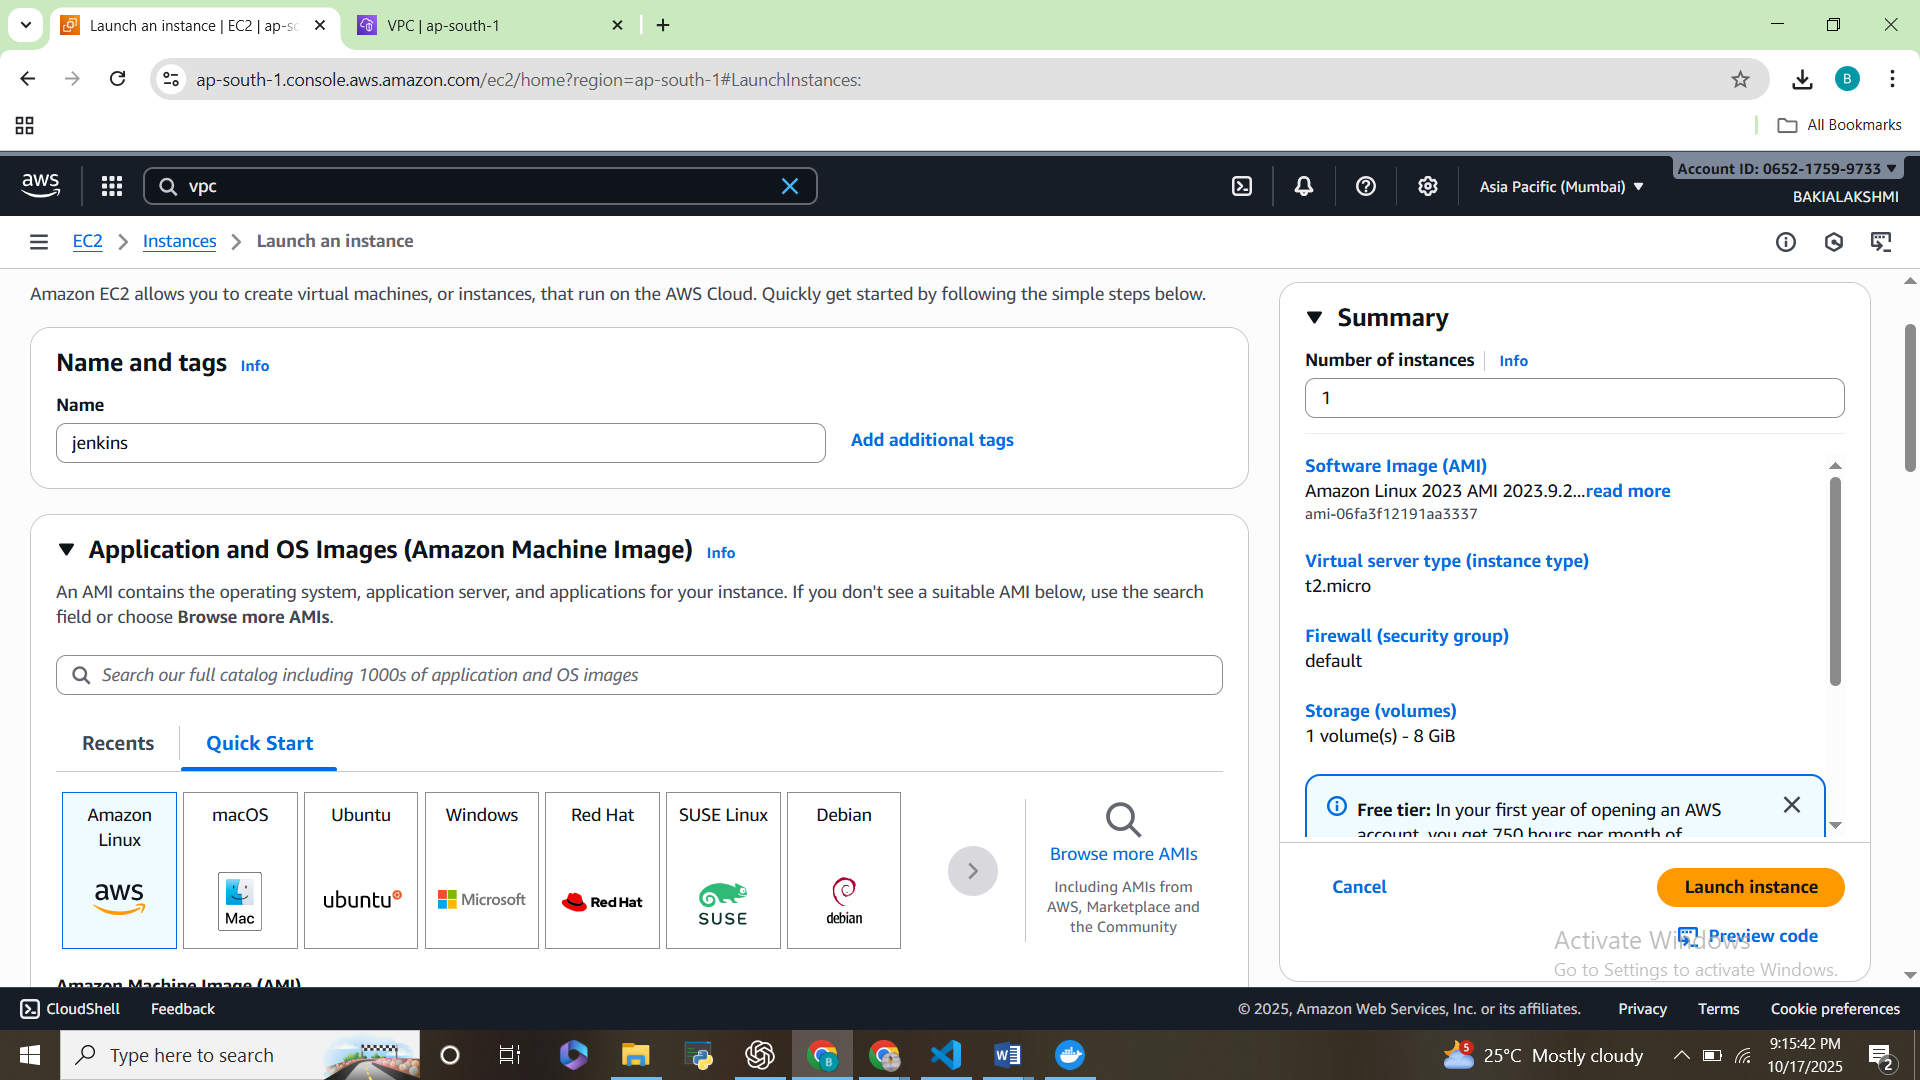 Launch an instance | EC2 | ap-sc
VPC | ap-south-1
ap-south-1.console.aws.amazon.com/ec2/home?region=ap-south-1#LaunchInstances:
B
All Bookmarks
aws
vpc
Asia Pacific (Mumbai)
Account ID: 0652-1759-9733
BAKIALAKSHMI
EC2
Instances
Launch an instance
Amazon EC2 allows you to create virtual machines, or instances, that run on the AWS Cloud. Quickly get started by following the simple steps below.
Name and tags Info
Name
jenkins
Add additional tags
Application and OS Images (Amazon Machine Image) Info
An AMI contains the operating system, application server, and applications for your instance. If you don't see a suitable AMI below, use the search
field or choose Browse more AMIs.
Search our full catalog including 1000s of application and OS images
Recents
Quick Start
Amazon
Linux
aws
macOS
Mac
Ubuntu
ubuntu
Windows
Microsoft
Red Hat
Red Hat
SUSE Linux
SUSE
Debian
debian
Browse more AMIs
Including AMIs from
AWS, Marketplace and
the Community
Amazon Machine Image (AMI)
Summary
Number of instances Info
1
Software Image (AMI)
Amazon Linux 2023 AMI 2023.9.2...read more
ami-06fa3f12191aa3337
Virtual server type (instance type)
t2.micro
Firewall (security group)
default
Storage (volumes)
1 volume(s) - 8 GiB
Free tier: In your first year of opening an AWS
account, you get 750 hours per month of
Cancel
Launch instance
Preview code
Activate Windows
Go to Settings to activate Windows.
CloudShell
Feedback
© 2025, Amazon Web Services, Inc. or its affiliates.
Privacy
Terms
Cookie preferences
Type here to search
B
5
25°C Mostly cloudy
9:15:42 PM
10/17/2025
2